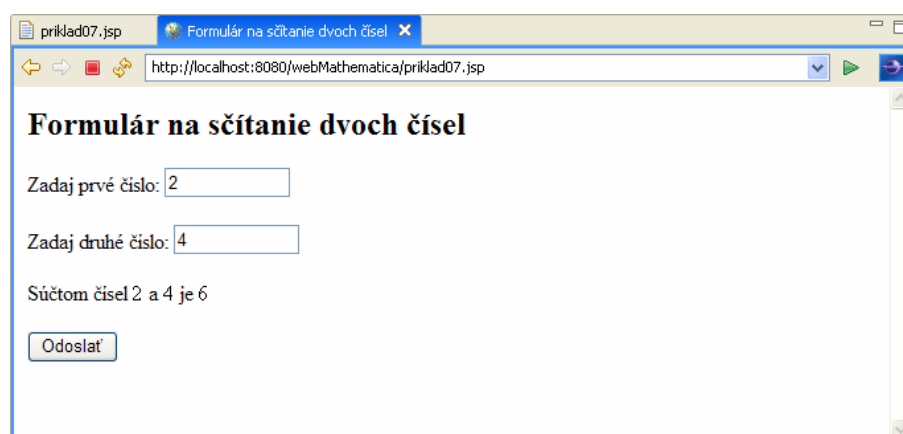 priklad07.jsp
Formulár na sčítanie dvoch čísel
http://localhost:8080/webMathematica/priklad07.jsp
Formulár na sčítanie dvoch čísel
Zadaj prvé číslo: 2
Zadaj druhé číslo: 4
Súčtom čísel 2 a 4 je 6
Odoslať